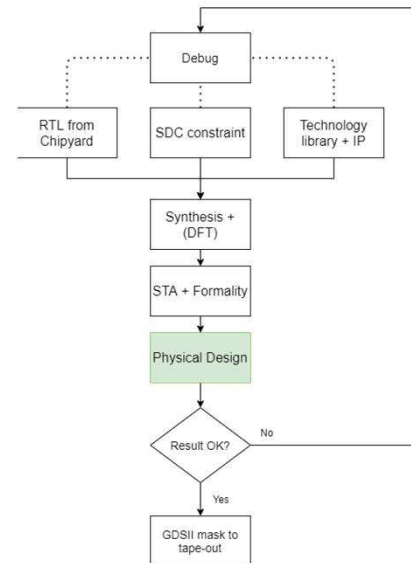 Debug
RTL from
Chipyard
SDC constraint
Technology
library + IP
Synthesis +
(DFT)
STA + Formality
Physical Design
Result OK?
No
Yes
GDSII mask to
tape-out